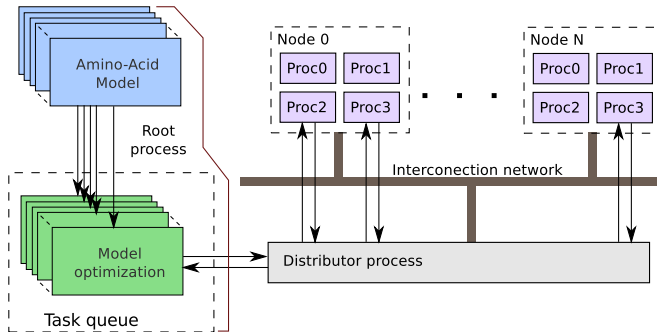 Amino-Acid
Model
Root
process
Model
optimization
Task queue
Node 0
Proc0 Proc1
Proc2 Proc3
. . .
Node N
Proc0 Proc1
Proc2 Proc3
Interconection network
Distributor process